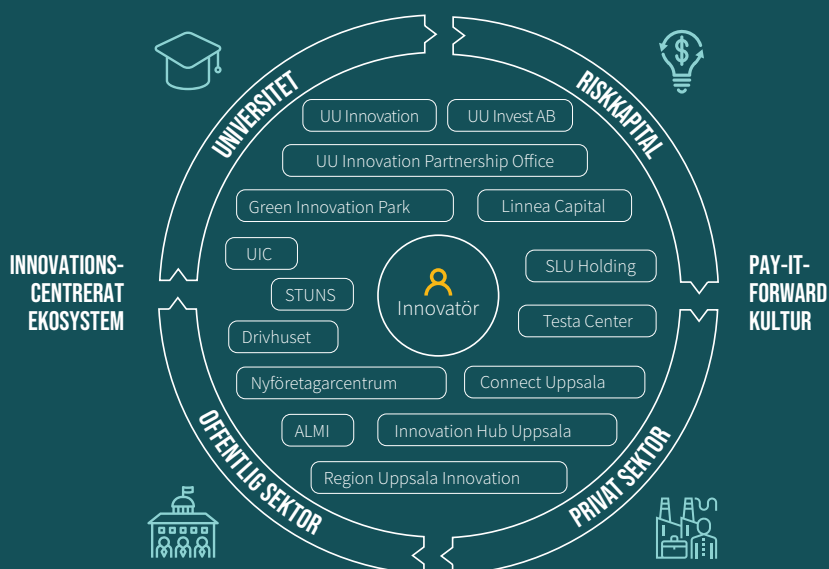 UNIVERSITET
RISKKAPITAL
UU Innovation
UU Invest AB
UU Innovation Partnership Office
Green Innovation Park
Linnea Capital
UIC
SLU Holding
STUNS
Innovatör
Testa Center
Drivhuset
Nyföretagarcentrum
Connect Uppsala
ALMI
Innovation Hub Uppsala
Region Uppsala Innovation
OFFENTLIG SEKTOR
PRIVAT SEKTOR
INNOVATIONS-
CENTRERAT
EKOSYSTEM
PAY-IT-
FORWARD
KULTUR
$